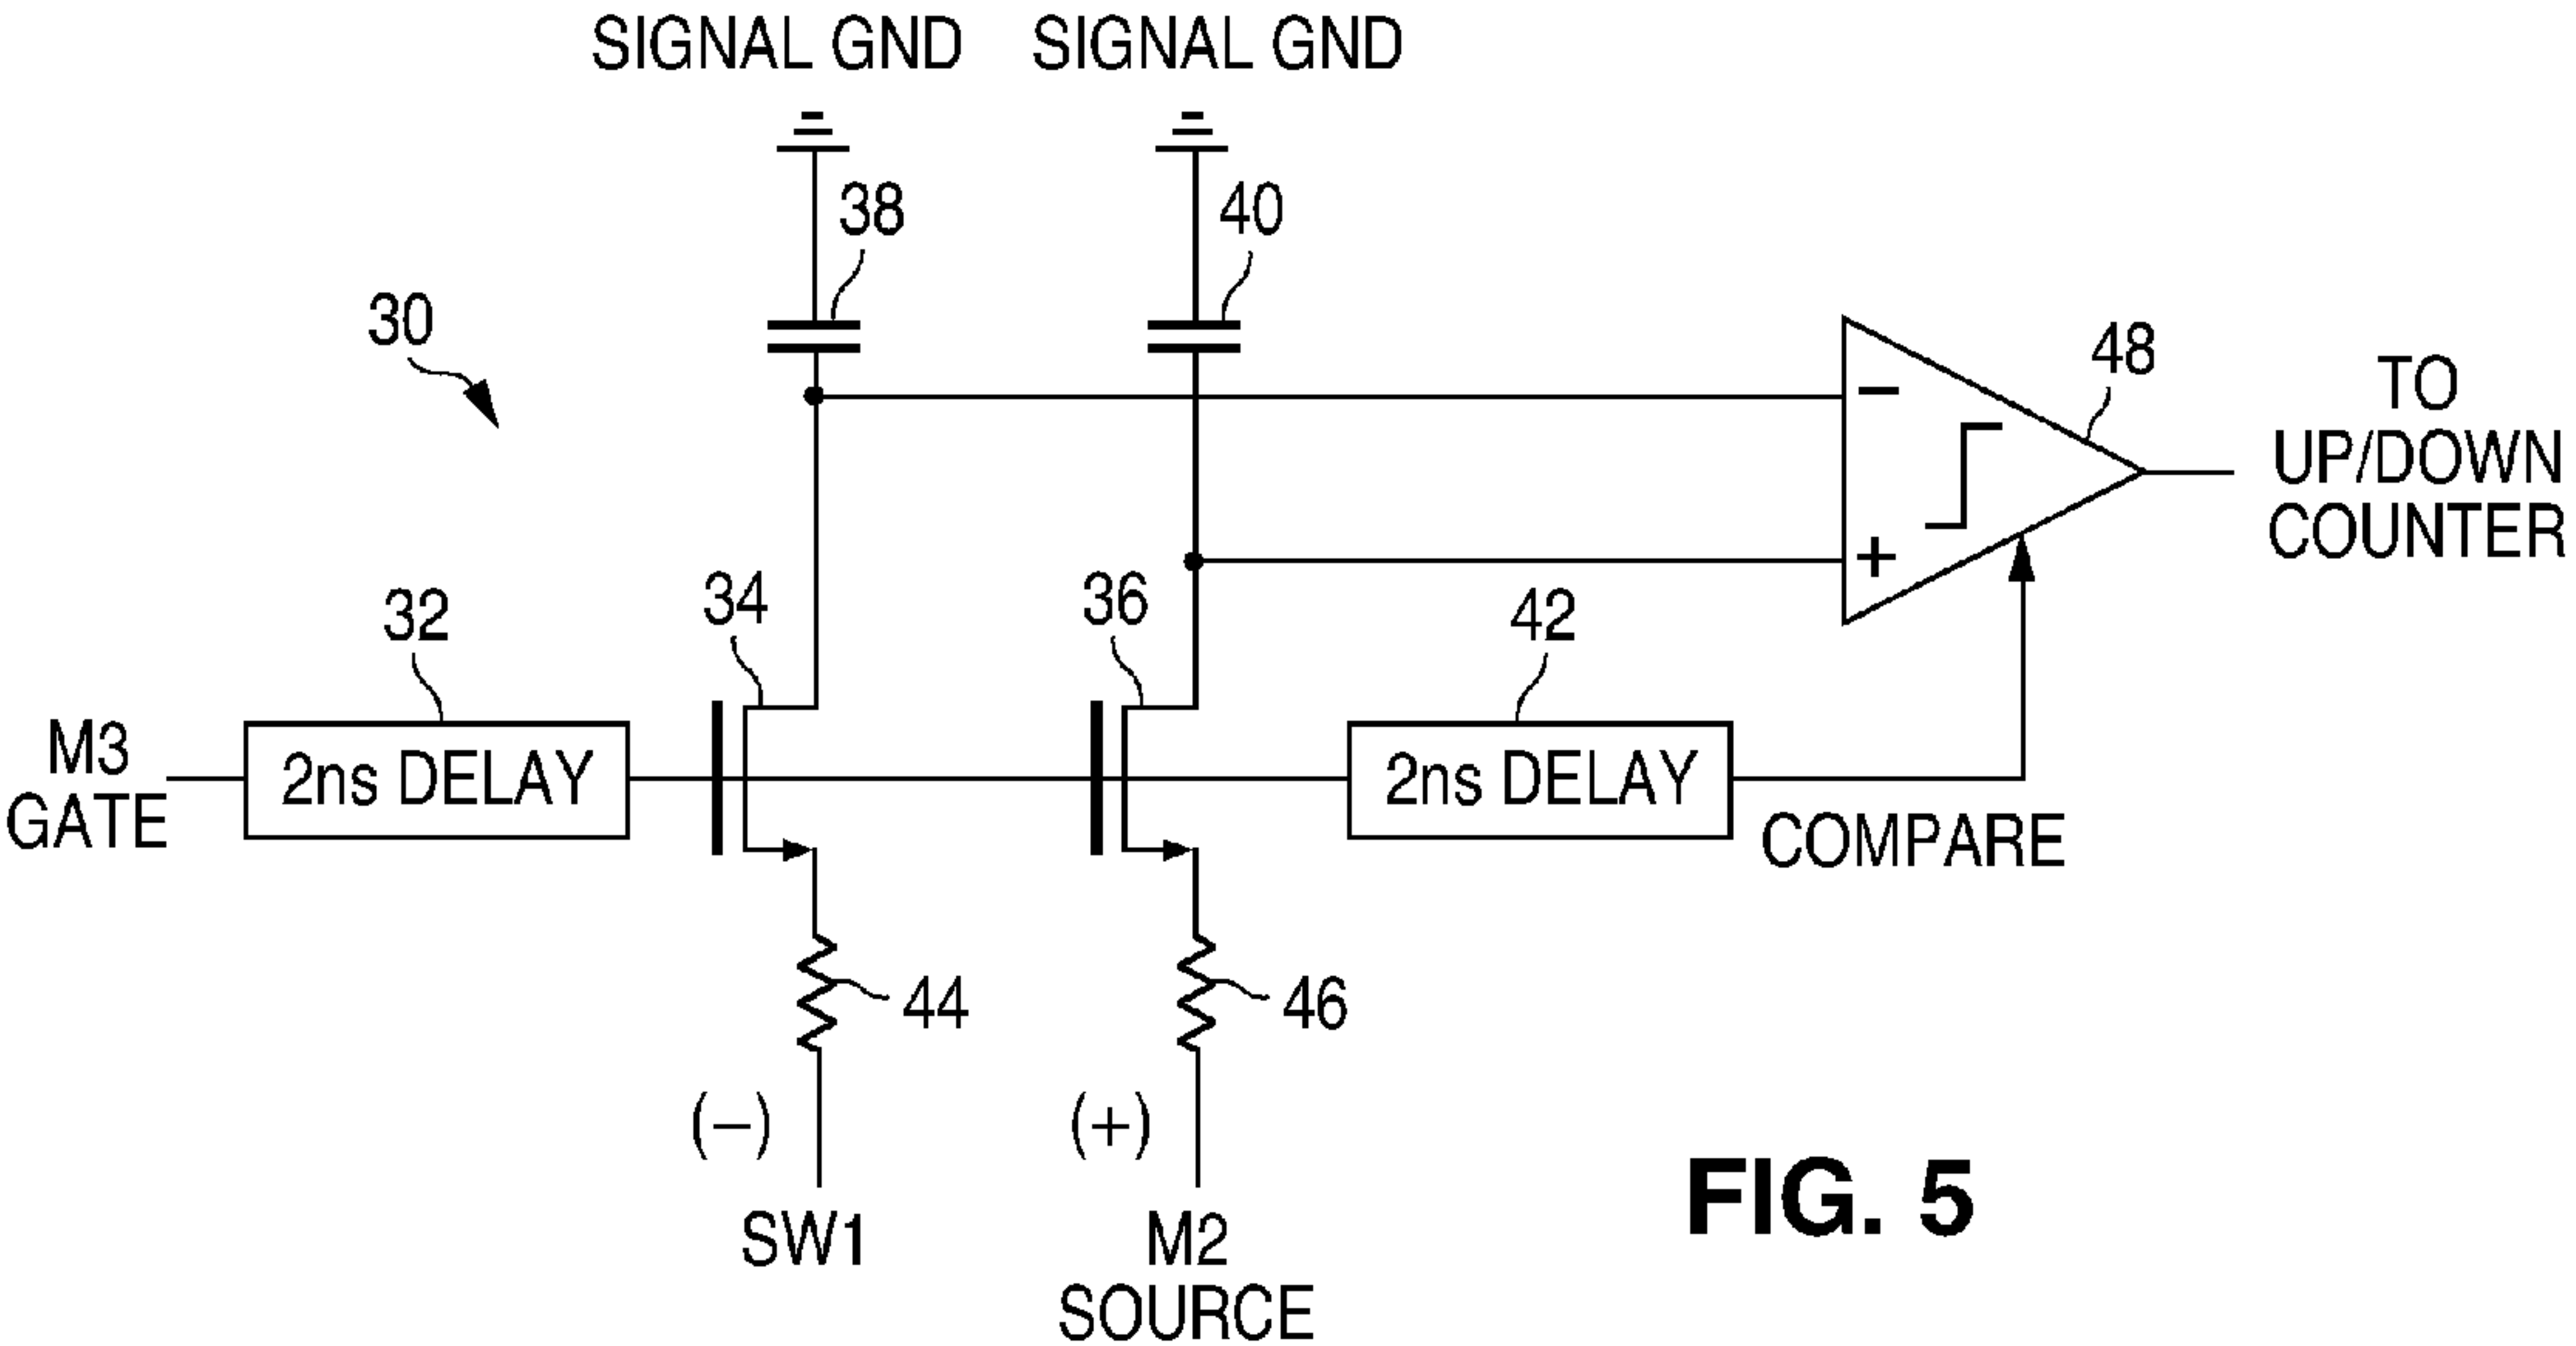 SIGNAL GND SIGNAL GND
38
40
30
48
TO
UP/DOWN
COUNTER
−
+
32
34
36
42
M3
GATE
2ns DELAY
2ns DELAY
COMPARE
44
46
(−)
(+)
SW1
M2
SOURCE
FIG. 5